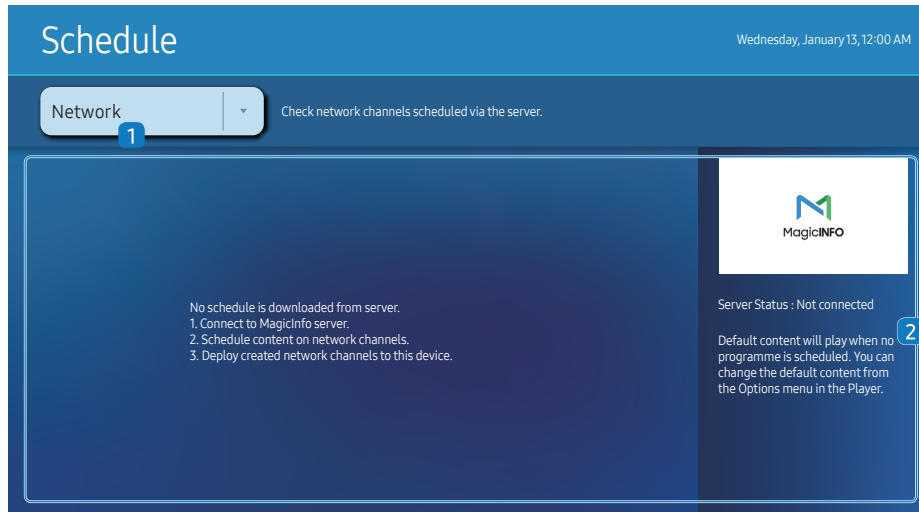 Schedule
Wednesday, January 13, 12:00 AM
Network
1
Check network channels scheduled via the server.
MagicINFO
No schedule is downloaded from server.
1. Connect to MagicInfo server.
2. Schedule content on network channels.
3. Deploy created network channels to this device.
Server Status : Not connected
2
Default content will play when no
programme is scheduled. You can
change the default content from
the Options menu in the Player.